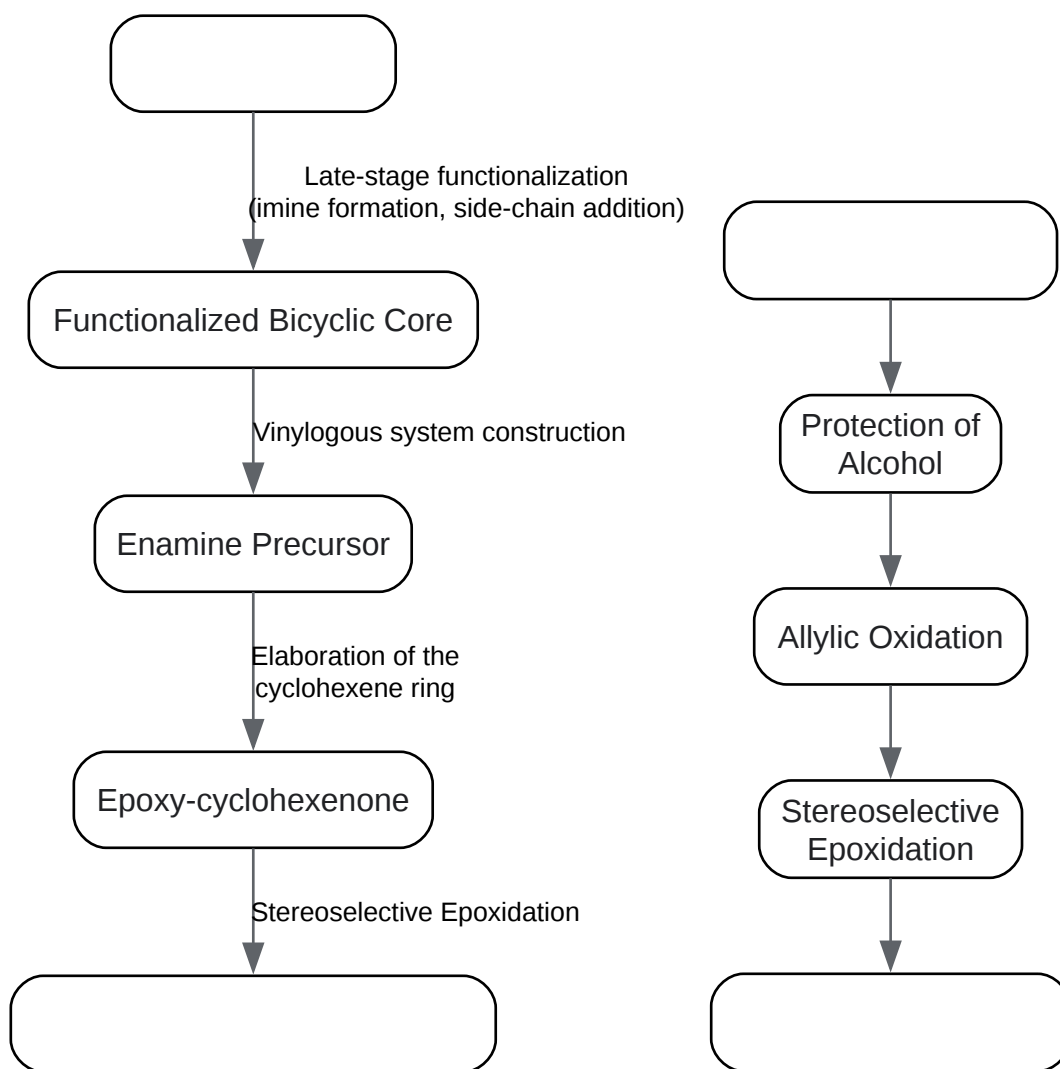 Late-stage functionalization
(imine formation, side-chain addition)
Functionalized Bicyclic Core
Vinylogous system construction
Enamine Precursor
Elaboration of the
cyclohexene ring
Epoxy-cyclohexenone
Stereoselective Epoxidation
Protection of
Alcohol
Allylic Oxidation
Stereoselective
Epoxidation